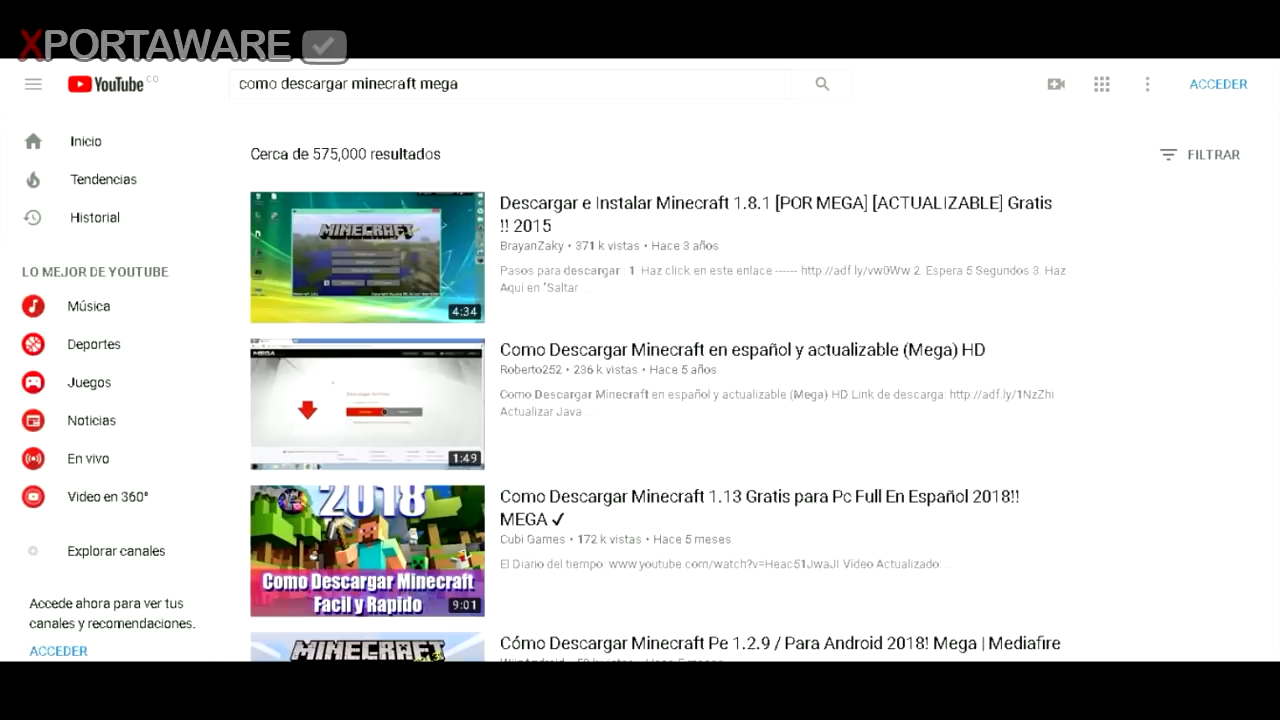 XPORTAWARE
YouTube CO
como descargar minecraft mega
ACCEDER
Inicio
Tendencias
Historial
LO MEJOR DE YOUTUBE
Música
Deportes
Juegos
Noticias
En vivo
Video en 360°
Explorar canales
Accede ahora para ver tus
canales y recomendaciones.
ACCEDER
Cerca de 575,000 resultados
FILTRAR
MINECRAFT
4:34
Descargar e Instalar Minecraft 1.8.1 [POR MEGA] [ACTUALIZABLE] Gratis
!! 2015
BrayanZaky • 371 k vistas • Hace 3 años
Pasos para descargar 1. Haz click en este enlace ------ http://adf.ly/vw0Ww 2. Espera 5 Segundos 3. Haz
Aqui en "Saltar ...
MEGA
1:49
Como Descargar Minecraft en español y actualizable (Mega) HD
Roberto252 • 236 k vistas • Hace 5 años
Como Descargar Minecraft en español y actualizable (Mega) HD Link de descarga: http://adf.ly/1NzZhi
Actualizar Java...
2018
Como Descargar Minecraft
Facil y Rapido
9:01
Como Descargar Minecraft 1.13 Gratis para Pc Full En Español 2018!!
MEGA ✓
Cubi Games • 172 k vistas • Hace 5 meses
El Diario del tiempo: www.youtube.com/watch?v=Heac51JwaJI Video Actualizado:...
MINECRAFT
Cómo Descargar Minecraft Pe 1.2.9 / Para Android 2018! Mega | Mediafire